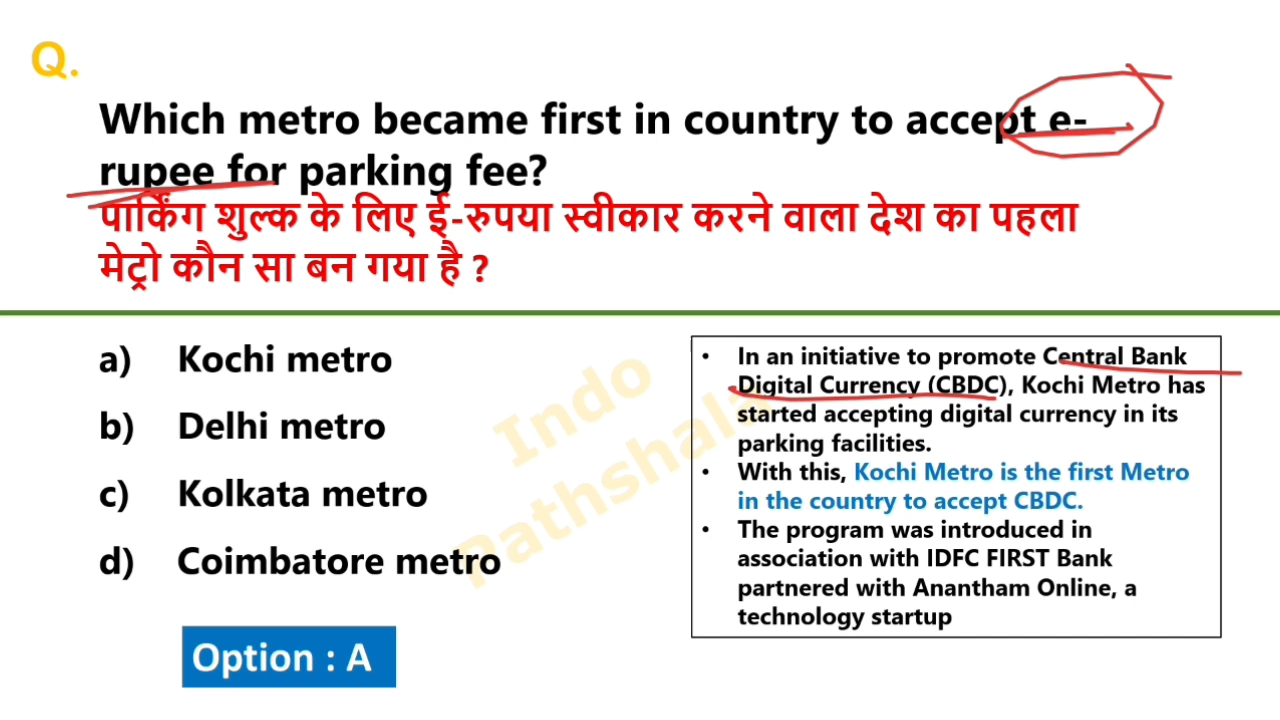 Q.
Which metro became first in country to accept e-
rupee for parking fee?
पार्किंग शुल्क के लिए ई-रुपया स्वीकार करने वाला देश का पहला
मेट्रो कौन सा बन गया है ?
a) Kochi metro
b) Delhi metro
c) Kolkata metro
d) Coimbatore metro
Option : A
• In an initiative to promote Central Bank
Digital Currency (CBDC), Kochi Metro has
started accepting digital currency in its
parking facilities.
• With this, Kochi Metro is the first Metro
in the country to accept CBDC.
• The program was introduced in
association with IDFC FIRST Bank
partnered with Anantham Online, a
technology startup
Indo
Pathshala